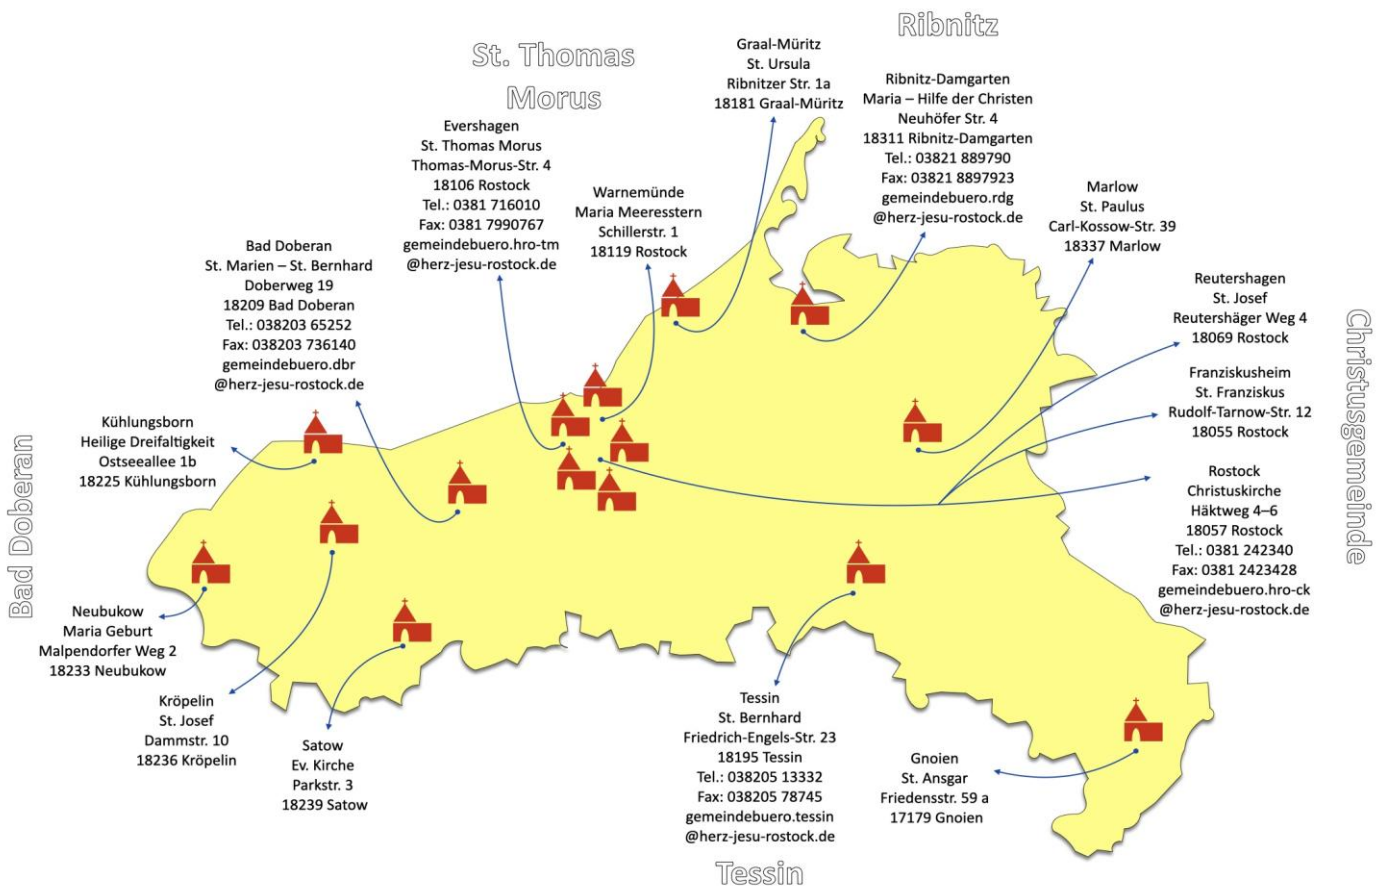 Ribnitz
St. Thomas
Morus
Graal-Müritz
St. Ursula
Ribnitzer Str. 1a
18181 Graal-Müritz
Ribnitz-Damgarten
Maria – Hilfe der Christen
Neuhöfer Str. 4
18311 Ribnitz-Damgarten
Tel.: 03821 889790
Fax: 03821 8897923
gemeindebuero.rdg
@herz-jesu-rostock.de
Evershagen
St. Thomas Morus
Thomas-Morus-Str. 4
18106 Rostock
Tel.: 0381 716010
Fax: 0381 7990767
gemeindebuero.hro-tm
@herz-jesu-rostock.de
Warnemünde
Maria Meeresstern
Schillerstr. 1
18119 Rostock
Marlow
St. Paulus
Carl-Kossow-Str. 39
18337 Marlow
Bad Doberan
St. Marien – St. Bernhard
Doberweg 19
18209 Bad Doberan
Tel.: 038203 65252
Fax: 038203 736140
gemeindebuero.dbr
@herz-jesu-rostock.de
Reutershagen
St. Josef
Reutershäger Weg 4
18069 Rostock
Franziskusheim
St. Franziskus
Rudolf-Tarnow-Str. 12
18055 Rostock
Rostock
Christuskirche
Häktweg 4–6
18057 Rostock
Tel.: 0381 242340
Fax: 0381 2423428
gemeindebuero.hro-ck
@herz-jesu-rostock.de
Christusgemeinde
Kühlungsborn
Heilige Dreifaltigkeit
Ostseeallee 1b
18225 Kühlungsborn
Bad Doberan
Neubukow
Maria Geburt
Malpendorfer Weg 2
18233 Neubukow
Kröpelin
St. Josef
Dammstr. 10
18236 Kröpelin
Satow
Ev. Kirche
Parkstr. 3
18239 Satow
Tessin
St. Bernhard
Friedrich-Engels-Str. 23
18195 Tessin
Tel.: 038205 13332
Fax: 038205 78745
gemeindebuero.tessin
@herz-jesu-rostock.de
Gnoien
St. Ansgar
Friedensstr. 59 a
17179 Gnoien
Tessin